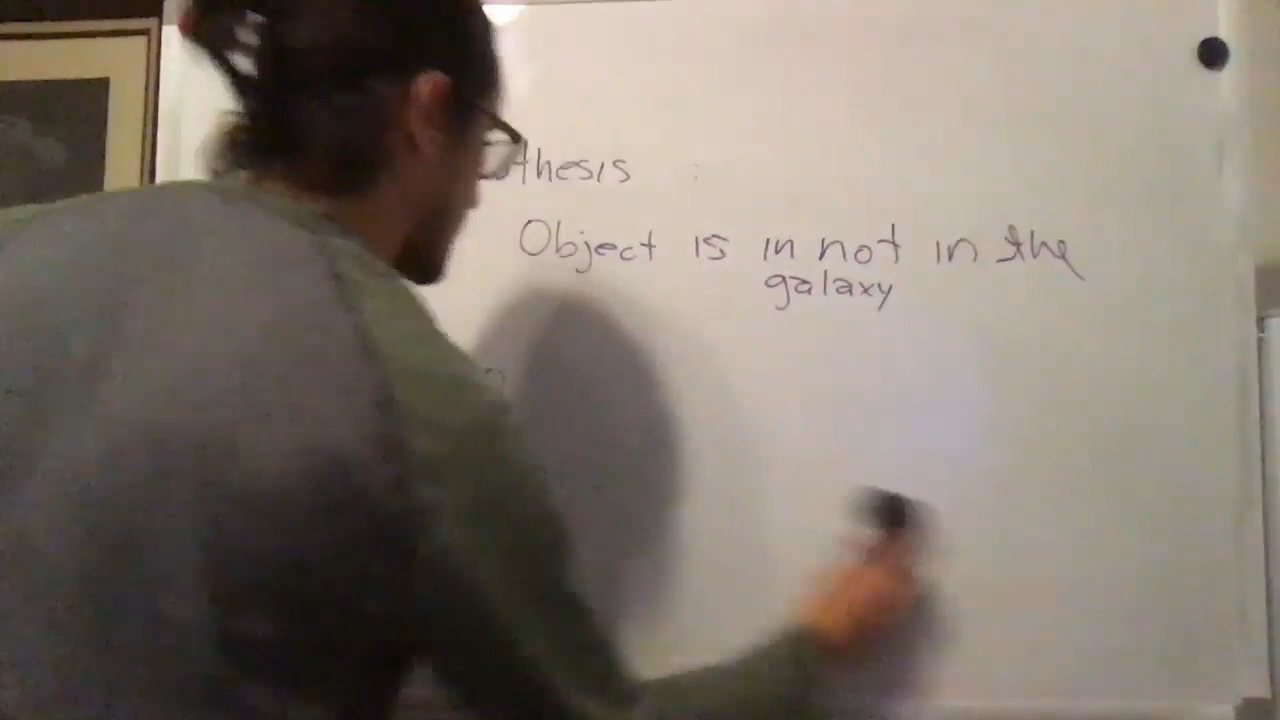 thesis :
Object is in not in the
galaxy